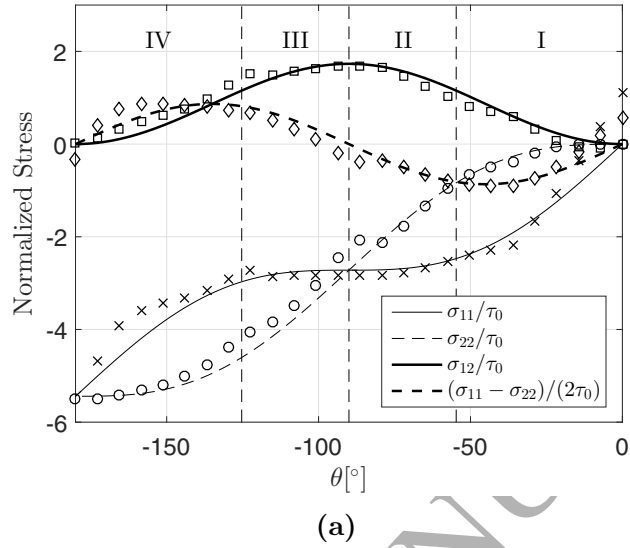 IV III II I
2
0
-2
-4
-6
Normalized Stress
σ₁₁/τ₀
σ₂₂/τ₀
σ₁₂/τ₀
(σ₁₁ − σ₂₂)/(2τ₀)
-150 -100 -50 0
θ[°]
(a)